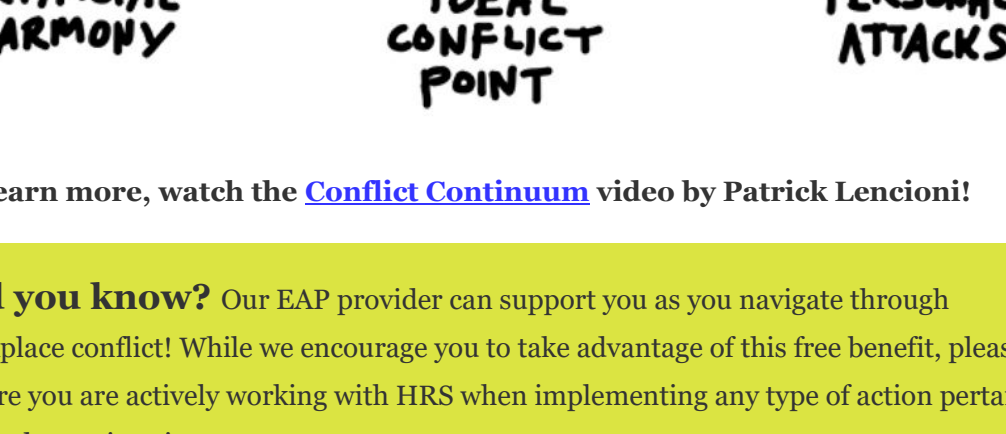 IDEAL
ARMONY CONFLICT ATTACKS
POINT
earn more, watch the Conflict Continuum video by Patrick Lencioni!
you know? Our EAP provider can support you as you navigate through
place conflict! While we encourage you to take advantage of this free benefit, pleas
re you are actively working with HRS when implementing any type of action perta